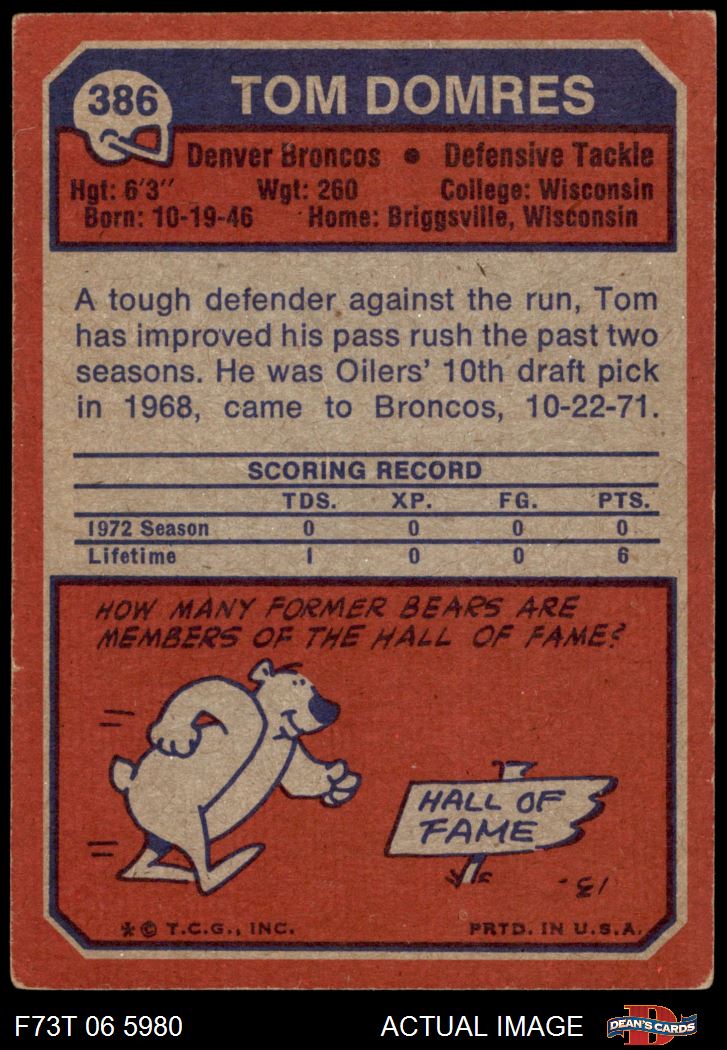 386
TOM DOMRES
Denver Broncos • Defensive Tackle
Hgt: 6'3" Wgt: 260 College: Wisconsin
Born: 10-19-46 Home: Briggsville, Wisconsin
A tough defender against the run, Tom
has improved his pass rush the past two
seasons. He was Oilers' 10th draft pick
in 1968, came to Broncos, 10-22-71.
SCORING RECORD
TDS. XP. FG. PTS.
1972 Season 0 0 0 0
Lifetime 1 0 0 6
HOW MANY FORMER BEARS ARE
MEMBERS OF THE HALL OF FAME?
HALL OF
FAME
-El
* © T.C.G., INC. PRTD. IN U.S.A.
F73T 06 5980 ACTUAL IMAGE DEAN'S CARDS